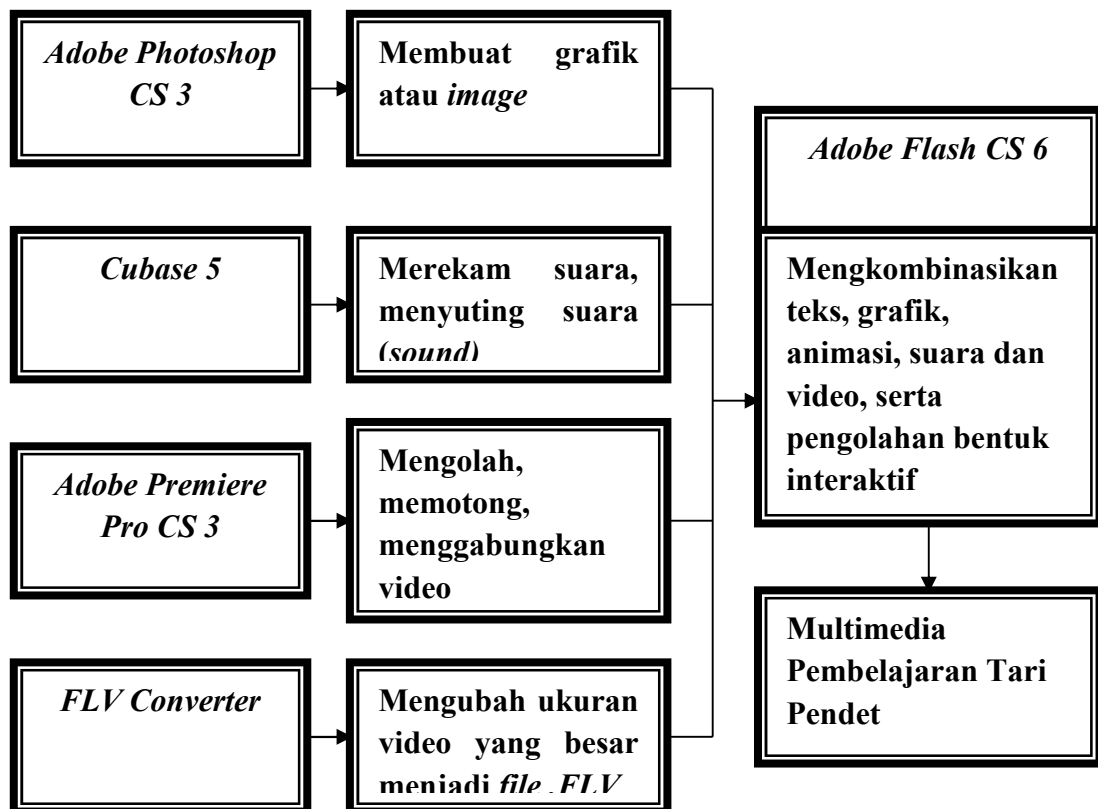 Adobe Photoshop
CS 3
Membuat grafik
atau image
Cubase 5
Merekam suara,
menyuting suara
(sound)
Adobe Premiere
Pro CS 3
Mengolah,
memotong,
menggabungkan
video
FLV Converter
Mengubah ukuran
video yang besar
menjadi file .FLV
Adobe Flash CS 6
Mengkombinasikan
teks, grafik,
animasi, suara dan
video, serta
pengolahan bentuk
interaktif
Multimedia
Pembelajaran Tari
Pendet